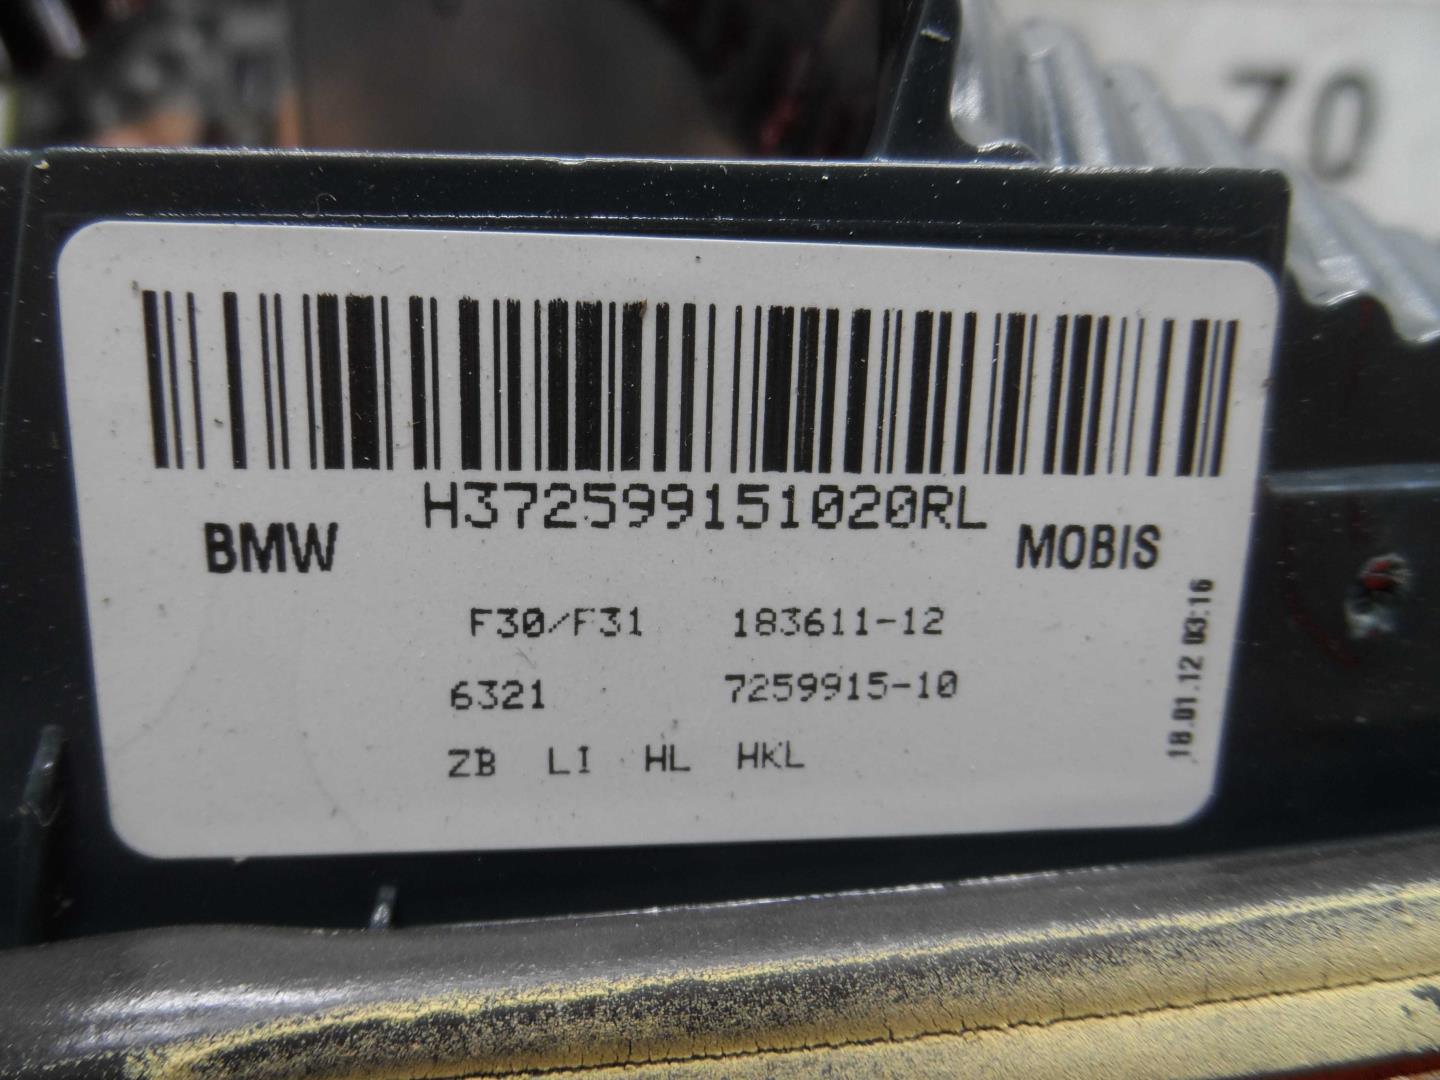 70
H372599151020RL
BMW
MOBIS
F30/F31 183611-12
6321 7259915-10
ZB LI HL HKL
18.01.12 03:16